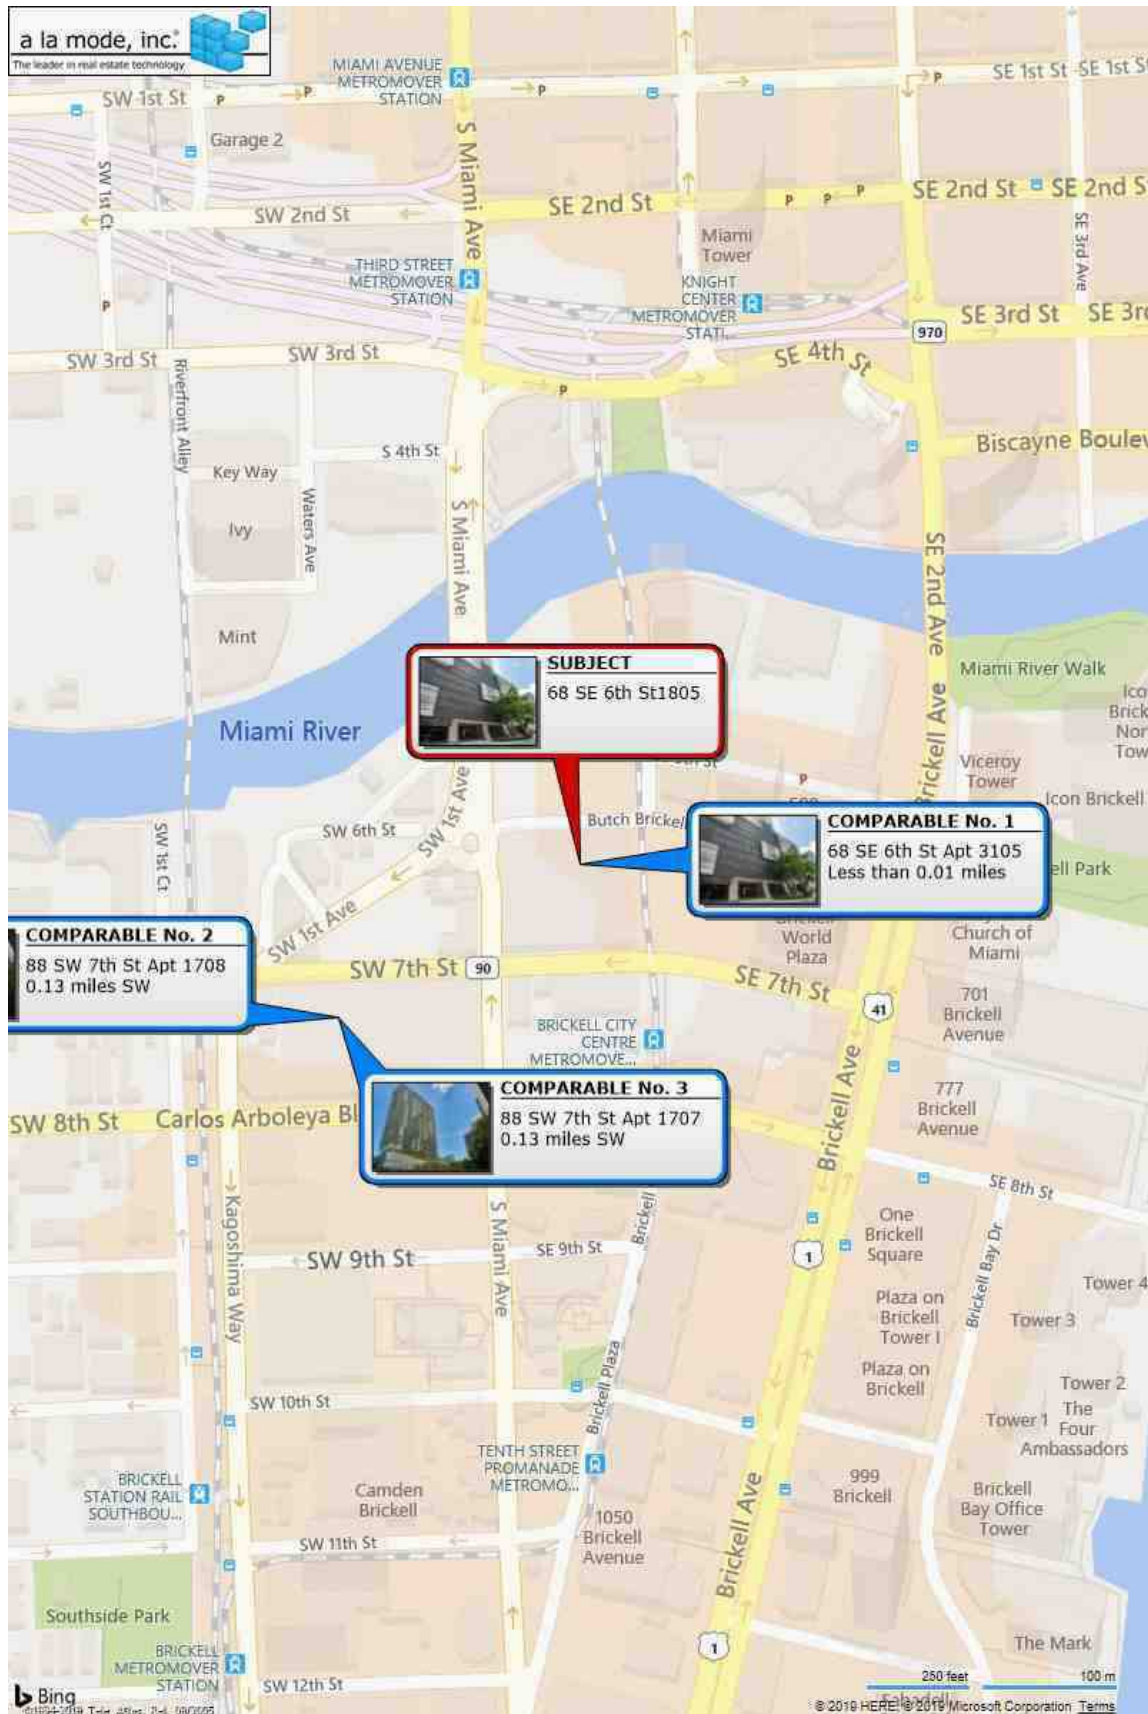 a la mode, inc.
The leader in real estate technology
MIAMI AVENUE
METROMOVER
STATION
SE 1st St
SE 1st St
SW 1st St
P
P
P
P
Garage 2
S Miami Ave
SW 1st Ct
SW 2nd St
SE 2nd St
P
P
P
SE 2nd St
SE 2nd S
SE 3rd Ave
Miami
Tower
THIRD STREET
METROMOVER
STATION
KNIGHT
CENTER
METROMOVER
STATI...
P
SE 3rd St
SE 3r
970
SW 3rd St
SW 3rd St
SE 4th St
Riverfront Alley
P
S 4th St
Biscayne Boulev
Key Way
Waters Ave
Ivy
S Miami Ave
SE 2nd Ave
Mint
SUBJECT
68 SE 6th St1805
Miami River Walk
Ico
Brick
Nor
Tow
Miami River
Brickell Ave
Viceroy
Tower
P
Icon Brickell
SW 1st Ave
SW 1st Ct
SW 6th St
Butch Brickel
COMPARABLE No. 1
68 SE 6th St Apt 3105
Less than 0.01 miles
ell Park
SW 1st Ave
COMPARABLE No. 2
88 SW 7th St Apt 1708
0.13 miles SW
Brickell
World
Plaza
Church of
Miami
SW 7th St
90
SE 7th St
41
701
Brickell
Avenue
BRICKELL CITY
CENTRE
METROMOVE...
COMPARABLE No. 3
88 SW 7th St Apt 1707
0.13 miles SW
Brickell Ave
777
Brickell
Avenue
SW 8th St
Carlos Arboleya Bl
SE 8th St
Kagoshima Way
S Miami Ave
Brickell
One
Brickell
Square
1
Brickell Bay Dr
SW 9th St
SE 9th St
Tower 4
Plaza on
Brickell
Tower I
Tower 3
Brickell Plaza
Plaza on
Brickell
Tower 2
SW 10th St
Tower 1
The
Four
Ambassadors
TENTH STREET
PROMANADE
METROMO...
BRICKELL
STATION RAIL
SOUTHBOU...
Camden
Brickell
999
Brickell
Brickell
Bay Office
Tower
1050
Brickell
Avenue
Brickell Ave
SW 11th St
Southside Park
1
The Mark
BRICKELL
METROMOVER
STATION
SW 12th St
250 feet
100 m
Bing
© 2019 HERE, © 2019 Microsoft Corporation Terms